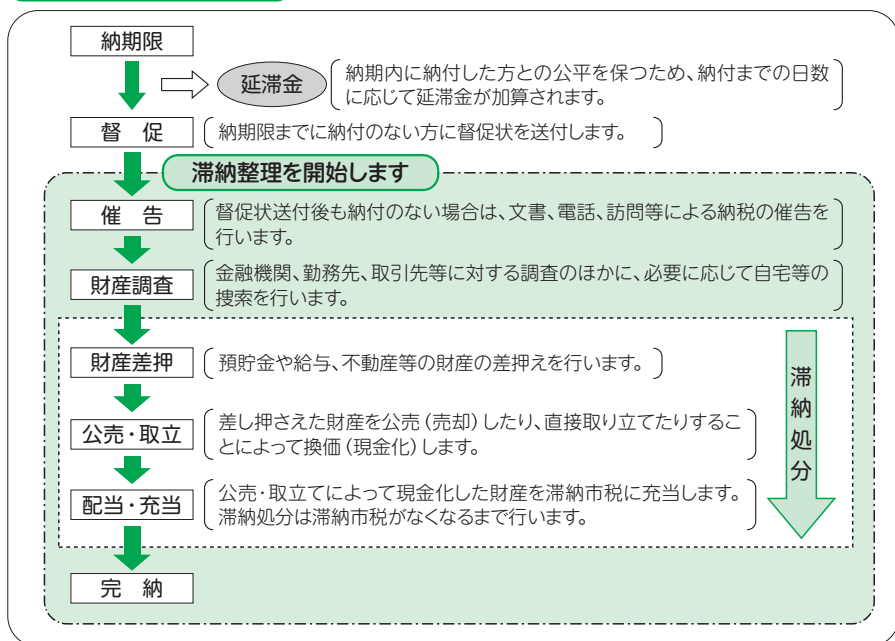 納期限
延滞金
納期内に納付した方との公平を保つため、納付までの日数
に応じて延滞金が加算されます。
督 促
納期限までに納付のない方に督促状を送付します。
滞納整理を開始します
催 告
督促状送付後も納付のない場合は、文書、電話、訪問等による納税の催告を
行います。
財産調査
金融機関、勤務先、取引先等に対する調査のほかに、必要に応じて自宅等の
捜索を行います。
財産差押
預貯金や給与、不動産等の財産の差押えを行います。
公売・取立
差し押さえた財産を公売(売却)したり、直接取り立てたりするこ
とによって換価(現金化)します。
配当・充当
公売・取立てによって現金化した財産を滞納市税に充当します。
滞納処分は滞納市税がなくなるまで行います。
滞納処分
完 納